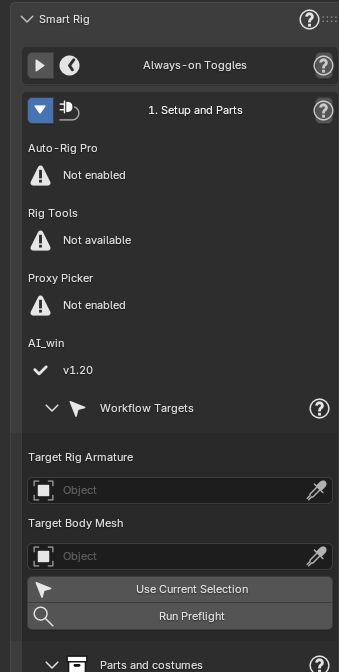 Smart Rig
Always-on Toggles
1. Setup and Parts
Auto-Rig Pro
Not enabled
Rig Tools
Not available
Proxy Picker
Not enabled
AI_win
v1.20
Workflow Targets
Target Rig Armature
Object
Target Body Mesh
Object
Use Current Selection
Run Preflight
Parts and costumes